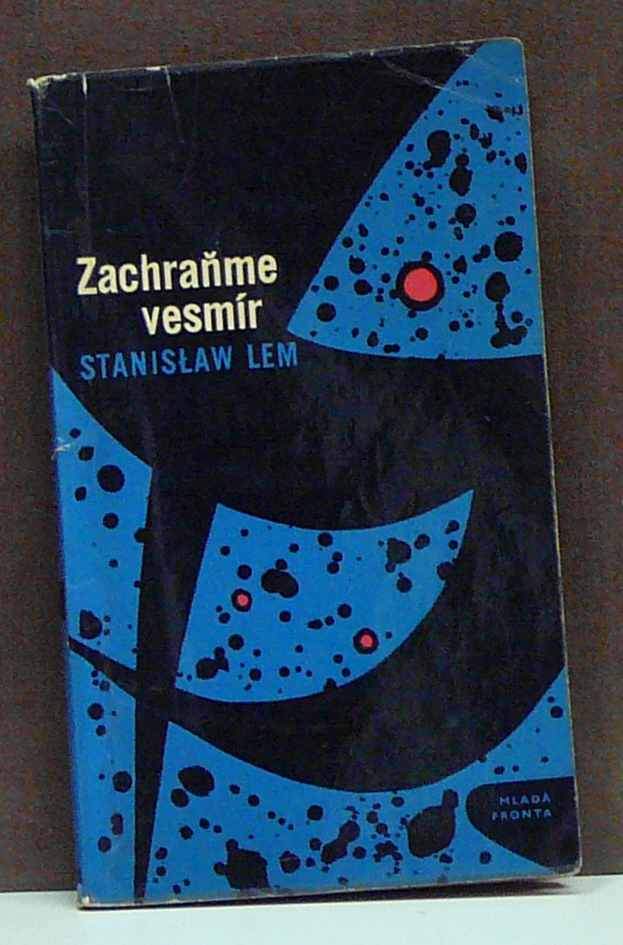 Zachraňme
vesmír
STANISŁAW LEM
MLADÁ
FRONTA